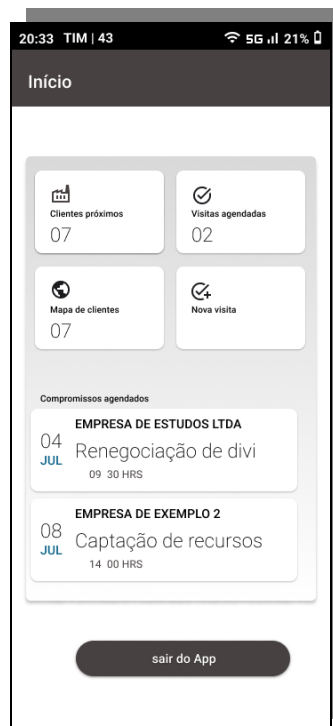 20:33 TIM | 43 5G 21%
Início
Clientes próximos
07
Visitas agendadas
02
Mapa de clientes
07
Nova visita
Compromissos agendados
EMPRESA DE ESTUDOS LTDA
04 Renegociação de divi
JUL
09 30 HRS
EMPRESA DE EXEMPLO 2
08 Captação de recursos
JUL
14 00 HRS
sair do App